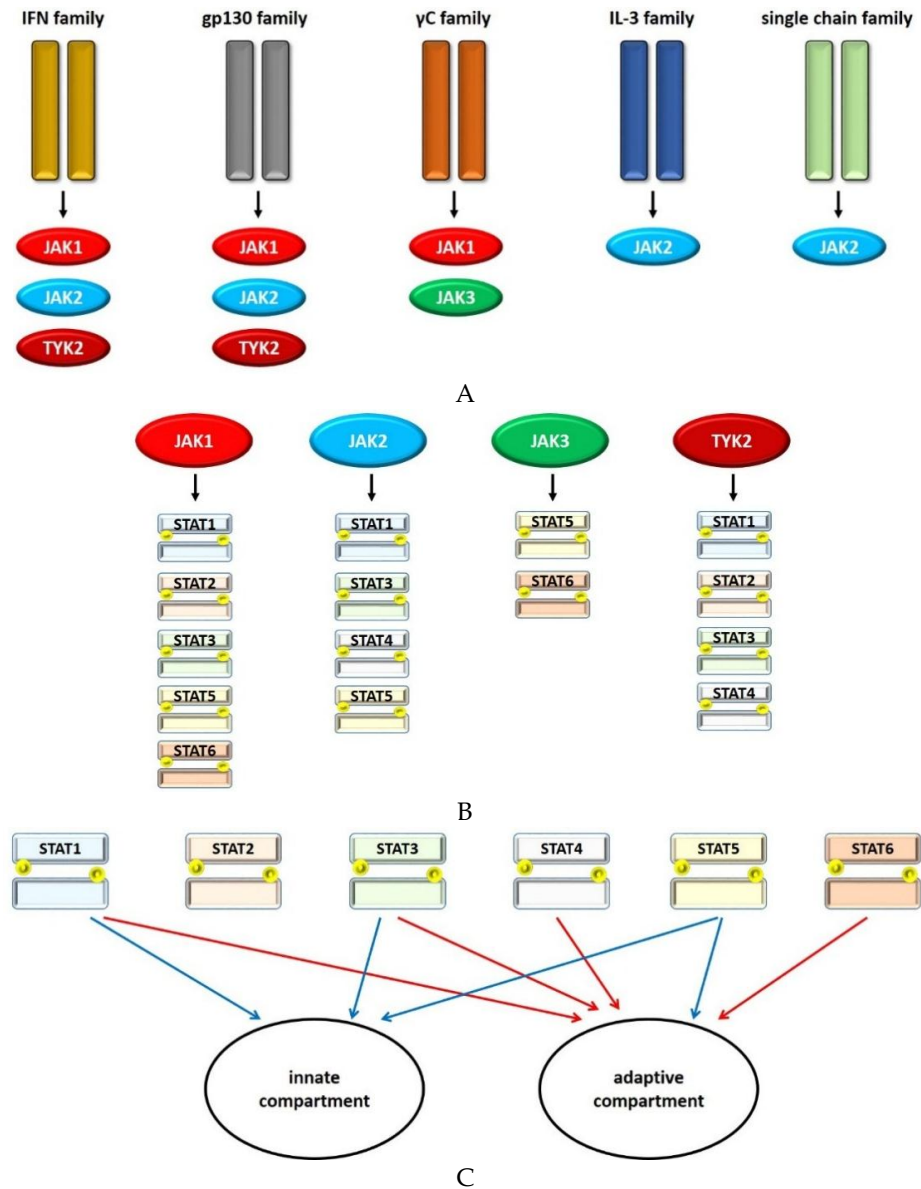 IFN family
gp130 family
γC family
IL-3 family
single chain family
JAK1
JAK1
JAK1
JAK2
JAK2
JAK2
JAK2
JAK3
TYK2
TYK2
A
JAK1
JAK2
JAK3
TYK2
STAT1
STAT1
STAT5
STAT1
STAT2
STAT3
STAT6
STAT2
STAT3
STAT4
STAT3
STAT5
STAT5
STAT4
STAT6
B
STAT1
STAT2
STAT3
STAT4
STAT5
STAT6
innate
compartment
adaptive
compartment
C